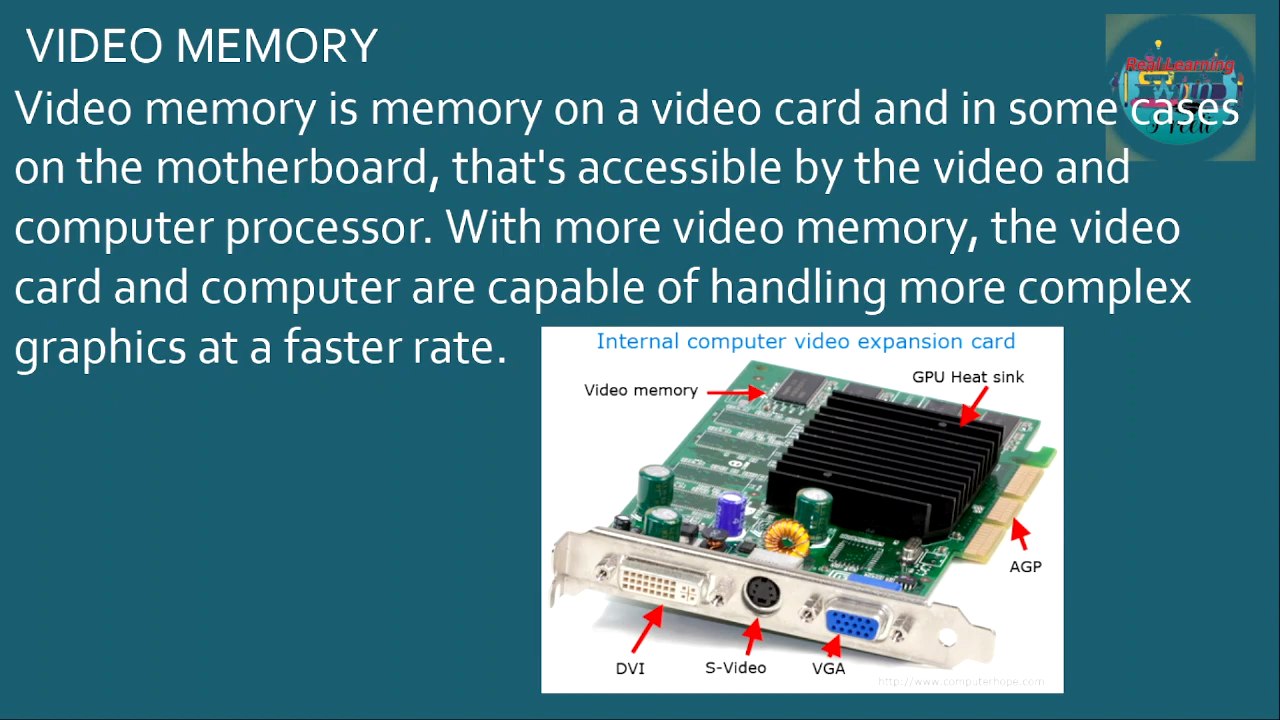 VIDEO MEMORY
Real Learning
Video memory is memory on a video card and in some cases
on the motherboard, that's accessible by the video and
computer processor. With more video memory, the video
card and computer are capable of handling more complex
graphics at a faster rate.
Internal computer video expansion card
GPU Heat sink
Video memory
AGP
DVI
S-Video
VGA
http://www.computerhope.com